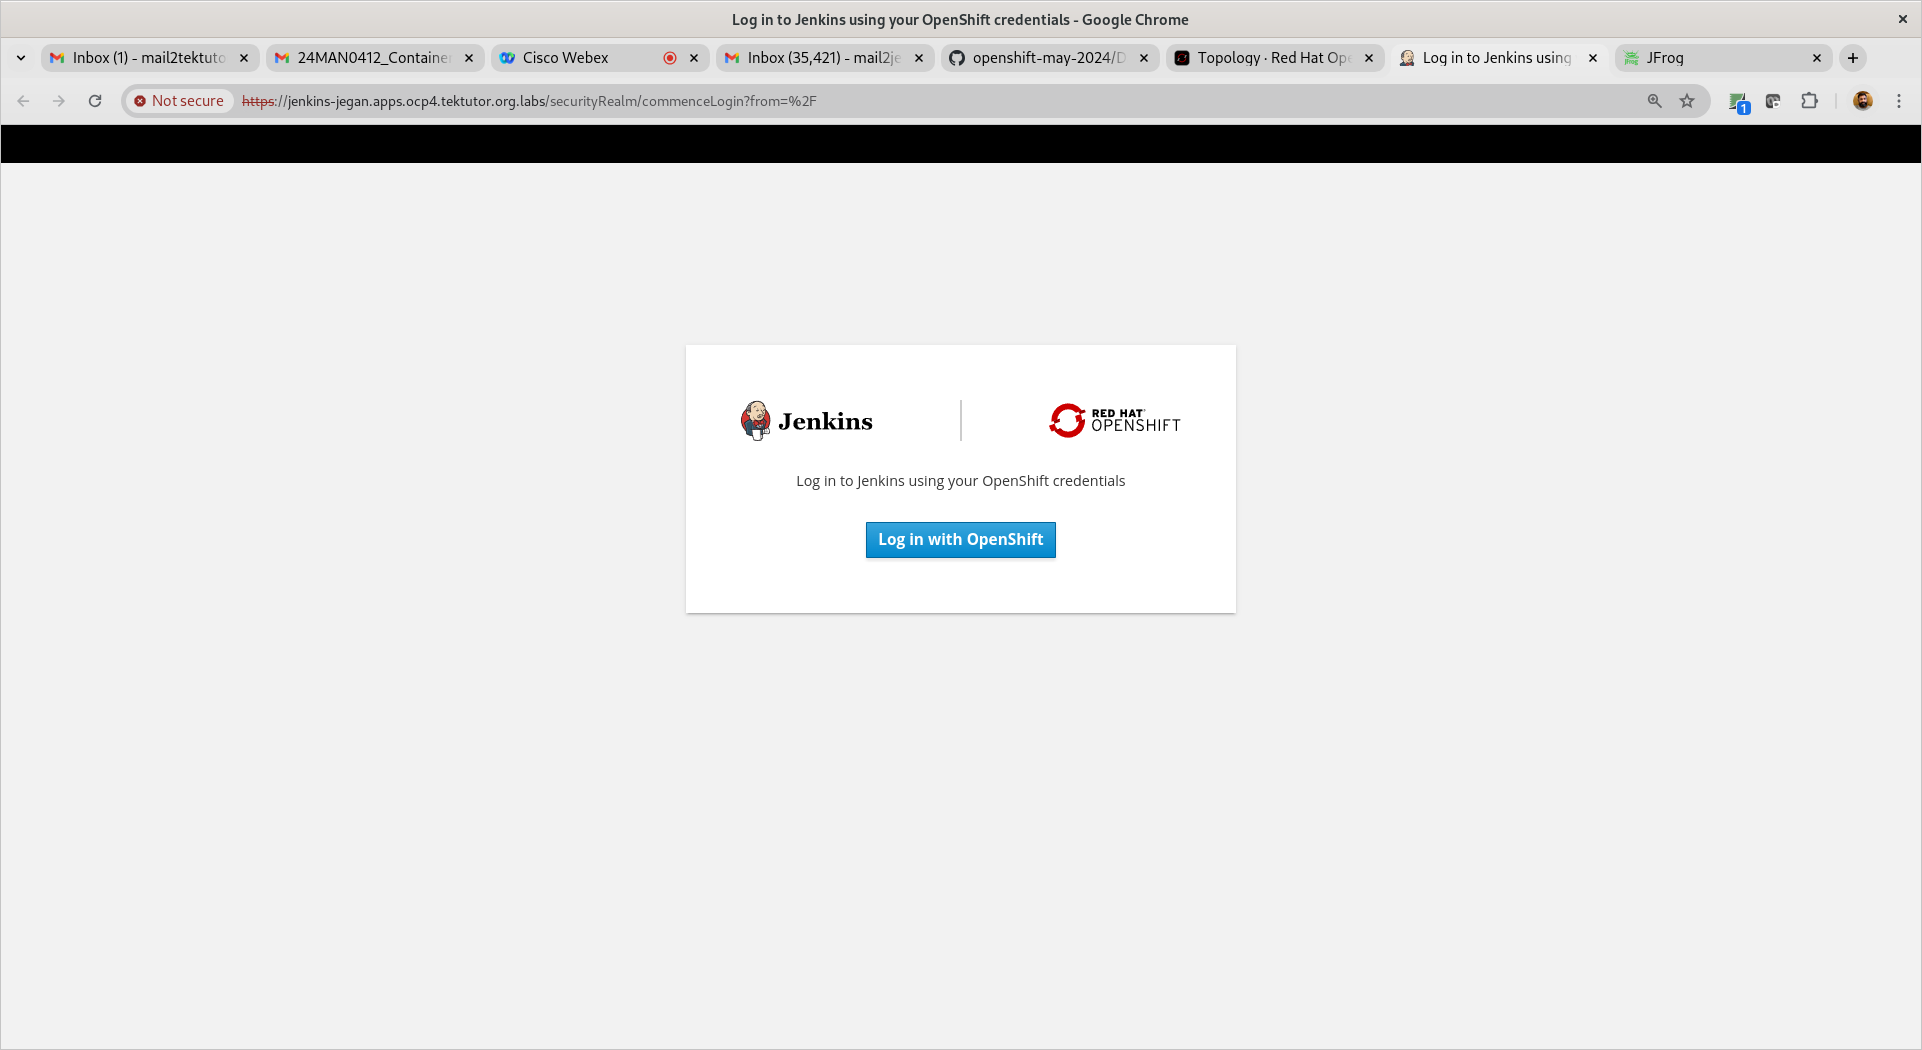 Log in to Jenkins using your OpenShift credentials - Google Chrome
Inbox (1) - mail2tektuto
24MAN0412_Container
Cisco Webex
Inbox (35,421) - mail2je
openshift-may-2024/D
Topology · Red Hat Ope
Log in to Jenkins using
JFrog
Not secure
https://jenkins-jegan.apps.ocp4.tektutor.org.labs/securityRealm/commenceLogin?from=%2F
1
Jenkins
RED HAT
OPENSHIFT
Log in to Jenkins using your OpenShift credentials
Log in with OpenShift